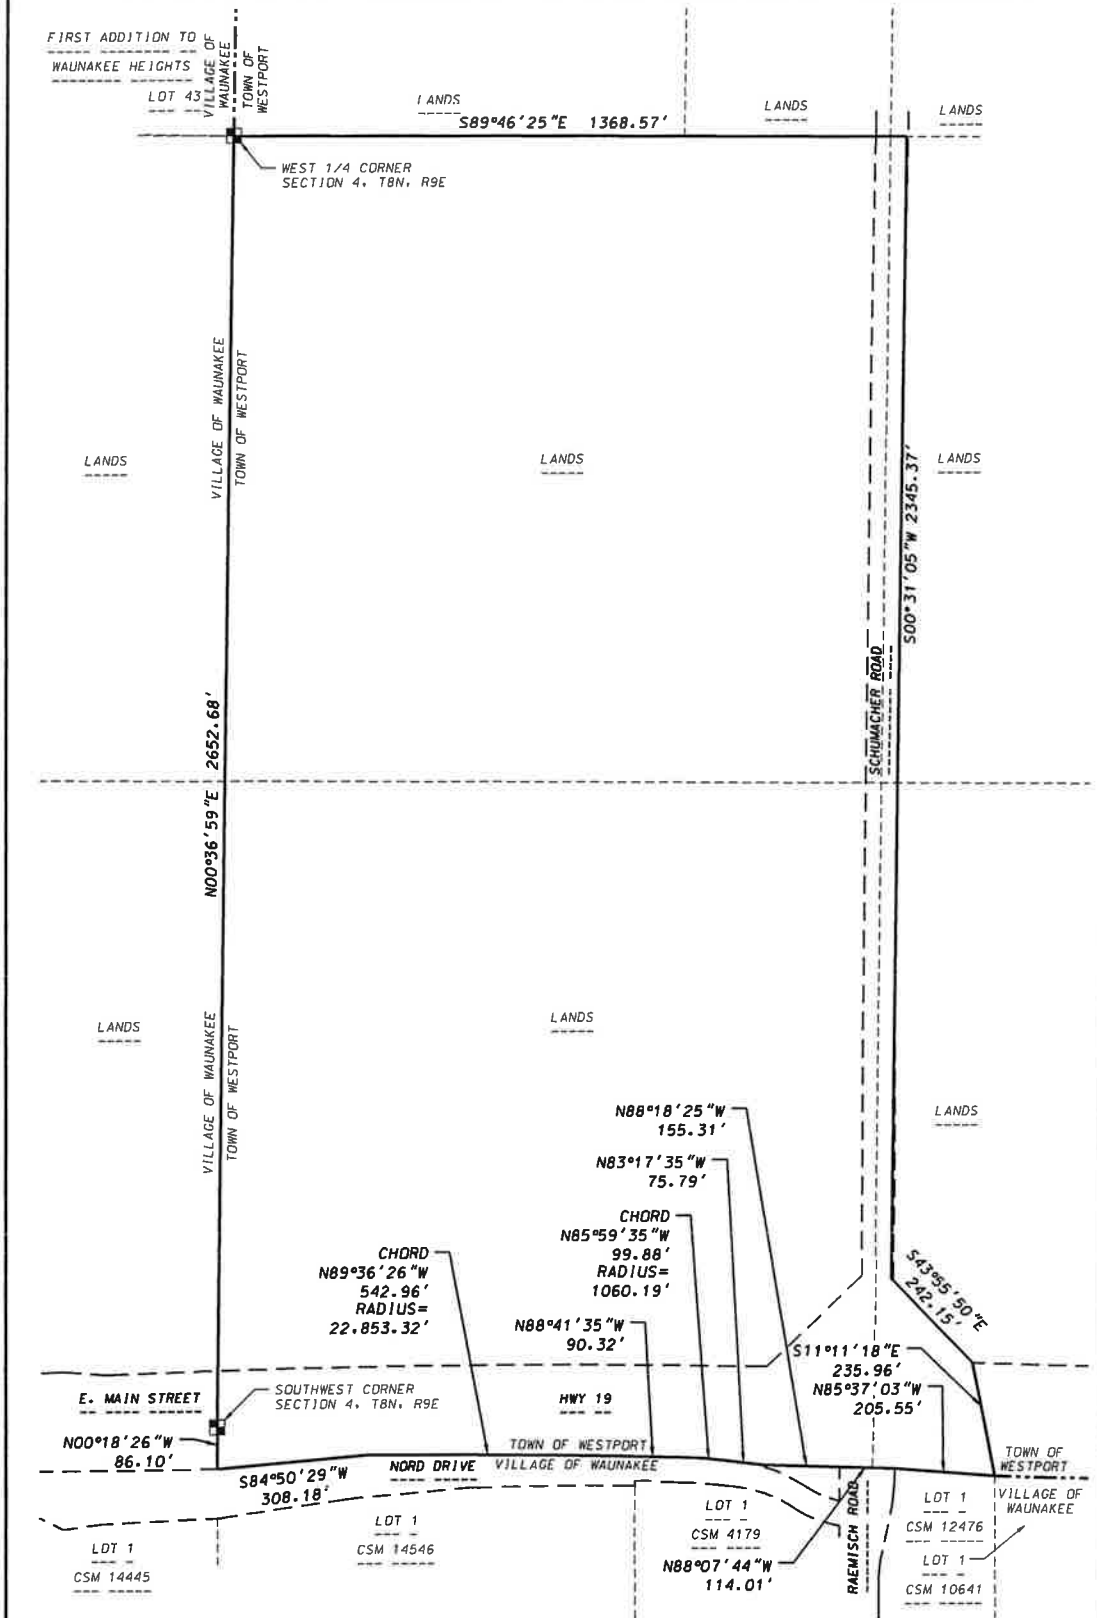 FIRST ADDITION TO
WAUNAKEE HEIGHTS
LOT 43
VILLAGE OF
WAUNAKEE
TOWN OF
WESTPORT
LANDS
LANDS
LANDS
S89°46'25"E 1368.57'
WEST 1/4 CORNER
SECTION 4, T8N, R9E
VILLAGE OF WAUNAKEE
TOWN OF WESTPORT
LANDS
LANDS
LANDS
S00°31'05"W 2345.37'
SCHUMACHER ROAD
N00°36'59"E 2652.68'
LANDS
LANDS
VILLAGE OF WAUNAKEE
TOWN OF WESTPORT
LANDS
N88°18'25"W
155.31'
N83°17'35"W
75.79'
CHORD
N85°59'35"W
99.88'
RADIUS=
1060.19'
CHORD
N89°36'26"W
542.96'
RADIUS=
22,853.32'
N88°41'35"W
90.32'
S43°55'50"E
242.15'
S11°11'18"E
235.96'
N85°37'03"W
205.55'
E. MAIN STREET
SOUTHWEST CORNER
SECTION 4, T8N, R9E
HWY 19
N00°18'26"W
86.10'
TOWN OF WESTPORT
VILLAGE OF WAUNAKEE
NORD DRIVE
S84°50'29"W
308.18'
TOWN OF
WESTPORT
VILLAGE OF
WAUNAKEE
LOT 1
CSM 14445
LOT 1
CSM 14546
LOT 1
CSM 4179
N88°07'44"W
114.01'
RAEMISCH ROAD
LOT 1
CSM 12476
LOT 1
CSM 10641